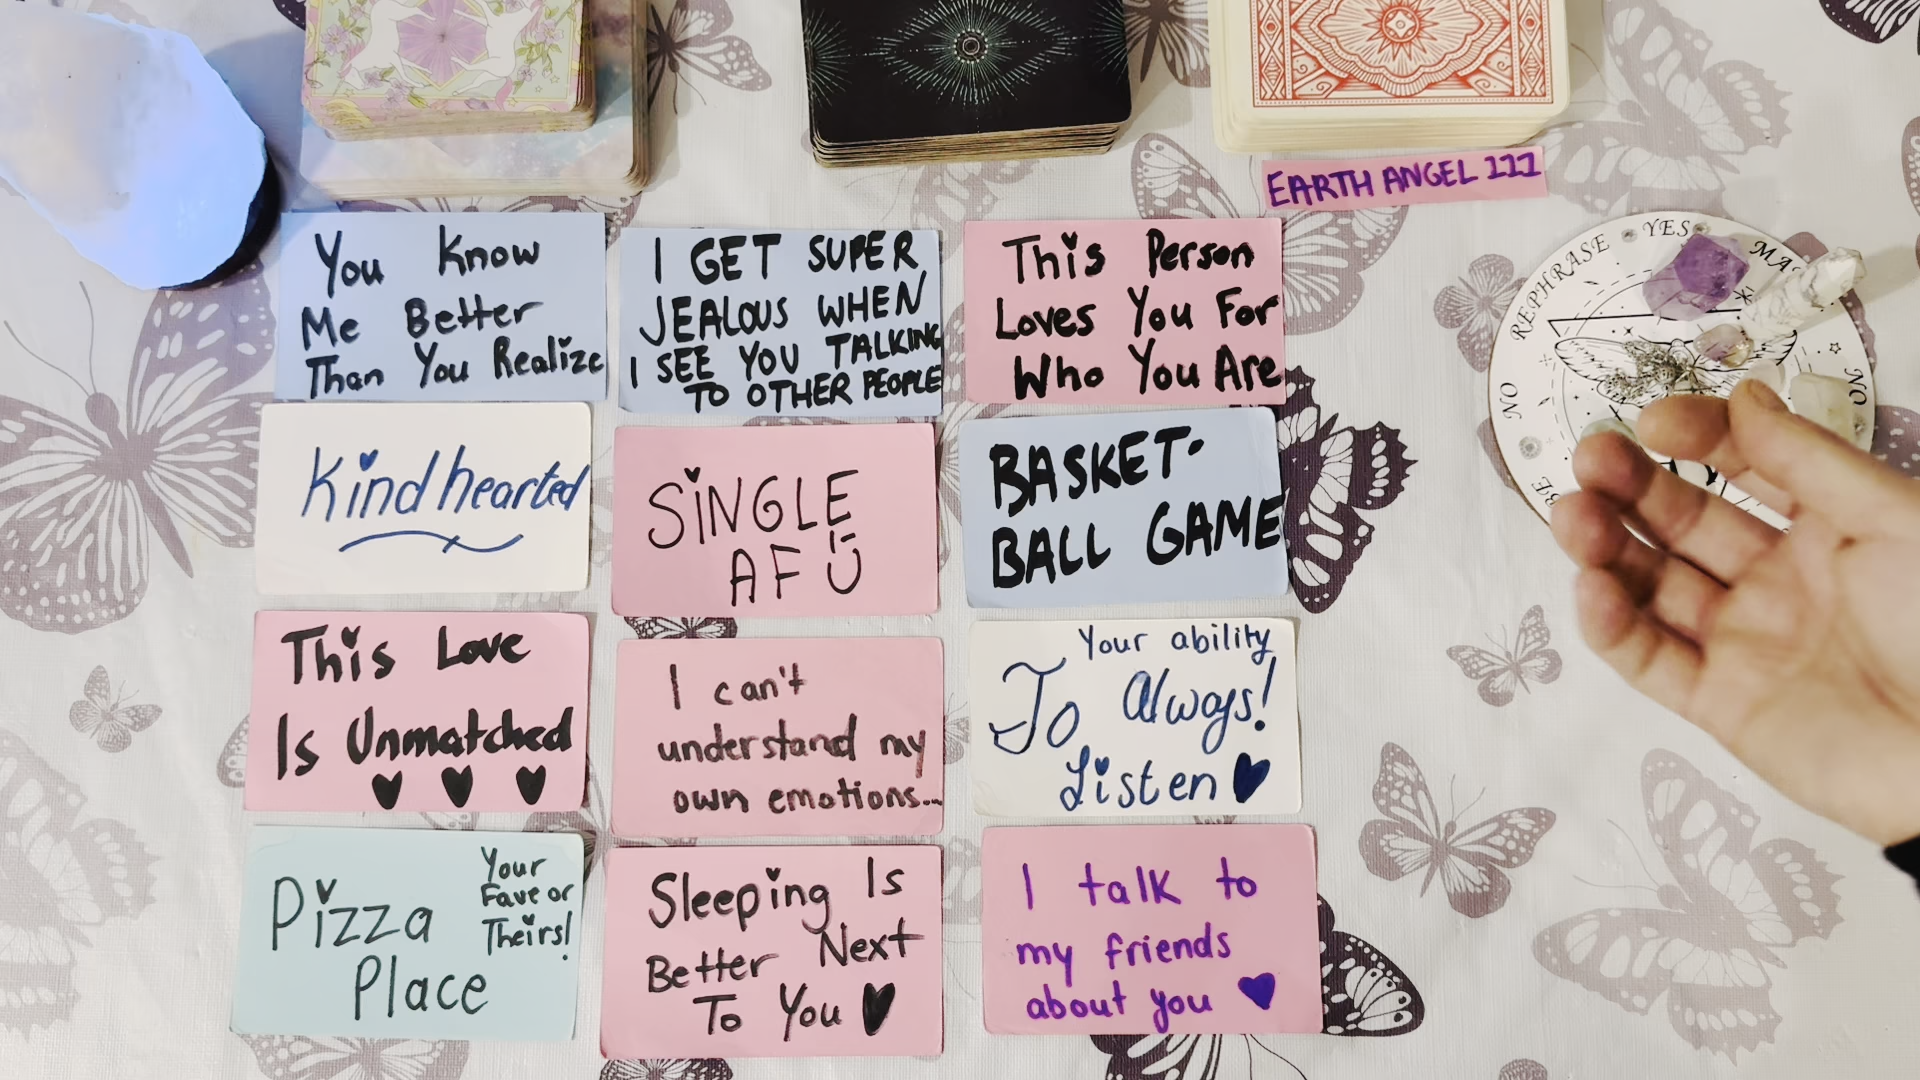 EARTH ANGEL 111
You Know
Me Better
Than You Realize
I GET SUPER
JEALOUS WHEN
I SEE YOU TALKING
TO OTHER PEOPLE
This Person
Loves You For
Who You Are
Kindhearted
SiNGLE
AF
BASKET-
BALL GAME
This Love
Is Unmatched
I can't
understand my
own emotions...
Your ability
To Always!
Listen
Pizza
Place
Your
Fave or
Theirs!
Sleeping Is
Better Next
To You
I talk to
my friends
about you
REPHRASE
YES
NO
NO